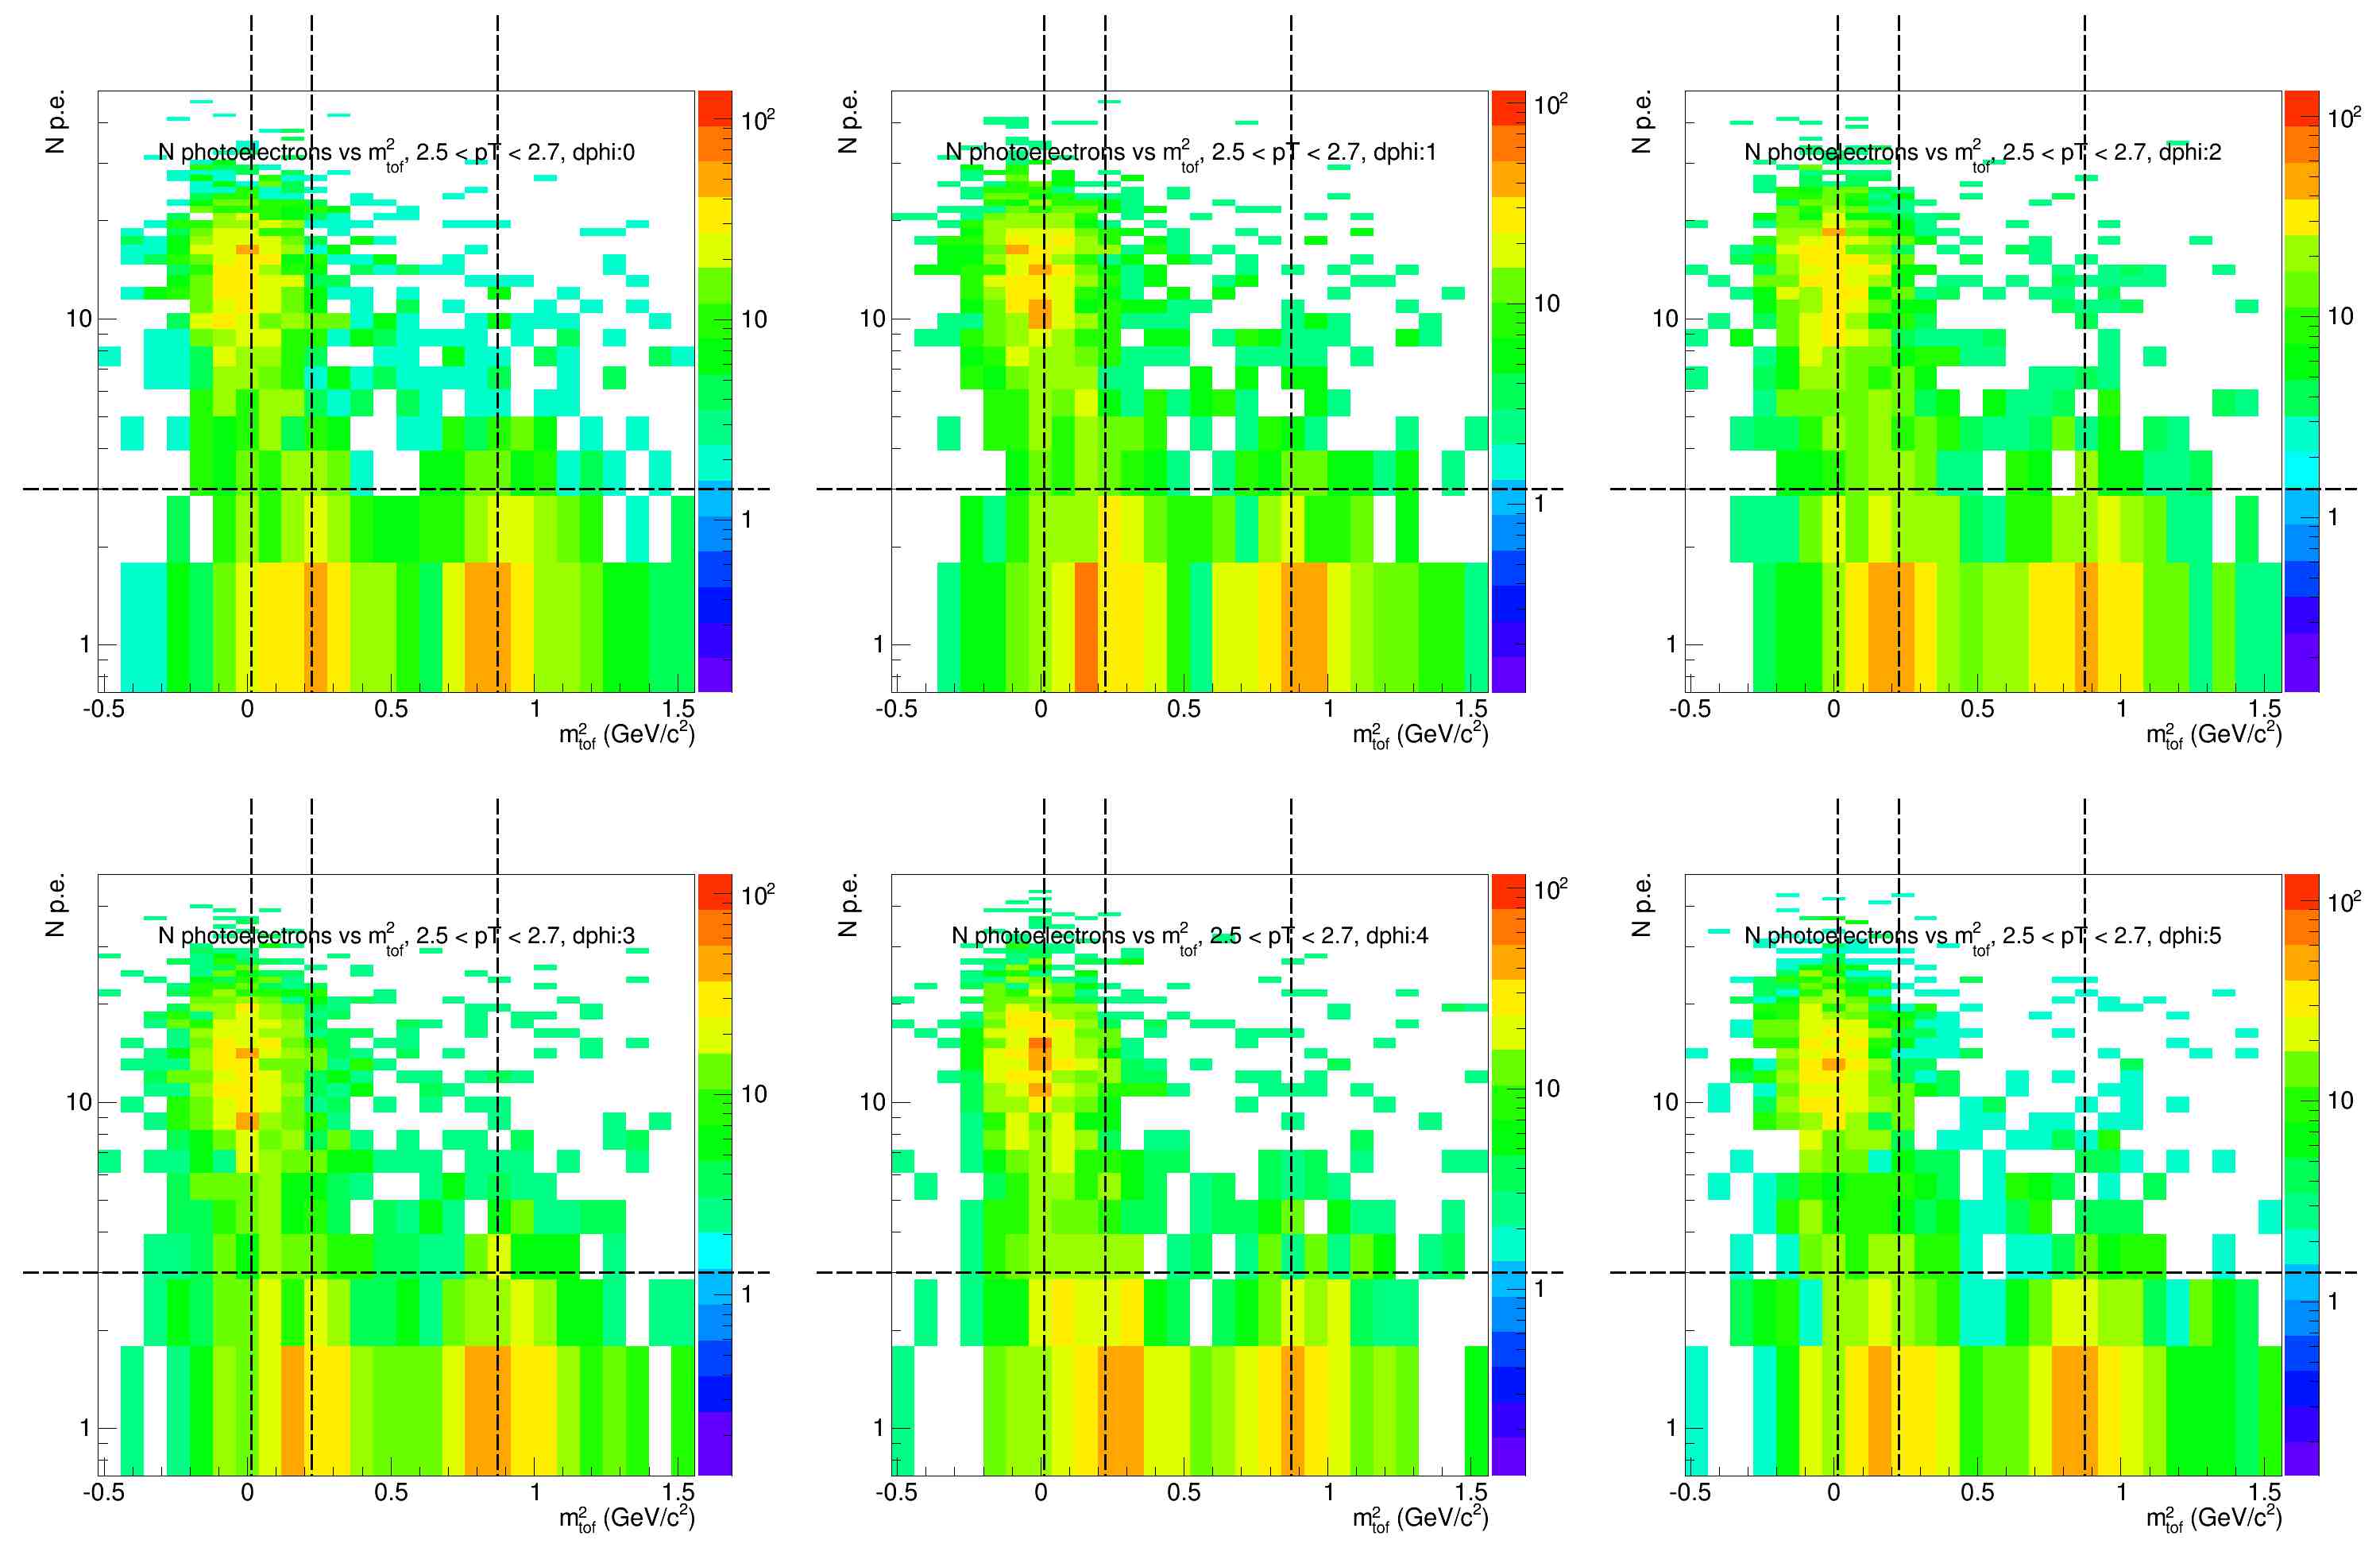 N photoelectrons vs m²tof, 2.5 < pT < 2.7, dphi:0
N p.e.
10
1
-0.5 0 0.5 1 1.5
m²tof (GeV/c²)
10²
10
1
N photoelectrons vs m²tof, 2.5 < pT < 2.7, dphi:1
N p.e.
10
1
-0.5 0 0.5 1 1.5
m²tof (GeV/c²)
10²
10
1
N photoelectrons vs m²tof, 2.5 < pT < 2.7, dphi:2
N p.e.
10
1
-0.5 0 0.5 1 1.5
m²tof (GeV/c²)
10²
10
1
N photoelectrons vs m²tof, 2.5 < pT < 2.7, dphi:3
N p.e.
10
1
-0.5 0 0.5 1 1.5
m²tof (GeV/c²)
10²
10
1
N photoelectrons vs m²tof, 2.5 < pT < 2.7, dphi:4
N p.e.
10
1
-0.5 0 0.5 1 1.5
m²tof (GeV/c²)
10²
10
1
N photoelectrons vs m²tof, 2.5 < pT < 2.7, dphi:5
N p.e.
10
1
-0.5 0 0.5 1 1.5
m²tof (GeV/c²)
10²
10
1